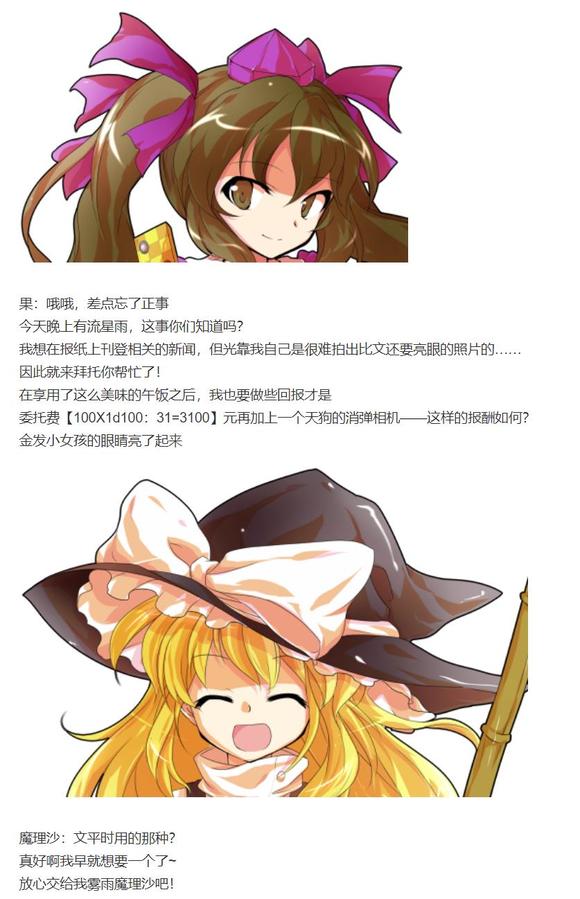 果：哦哦，差点忘了正事
今天晚上有流星雨，这事你们知道吗？
我想在报纸上刊登相关的新闻，但光靠我自己是很难拍出比文还要亮眼的照片的……
因此就来拜托你帮忙了！
在享用了这么美味的午饭之后，我也要做些回报才是
委托费【100X1d100：31=3100】元再加上一个天狗的消弹相机——这样的报酬如何？
金发小女孩的眼睛亮了起来
魔理沙：文平时用的那种？
真好啊我早就想要一个了~
放心交给我雾雨魔理沙吧！